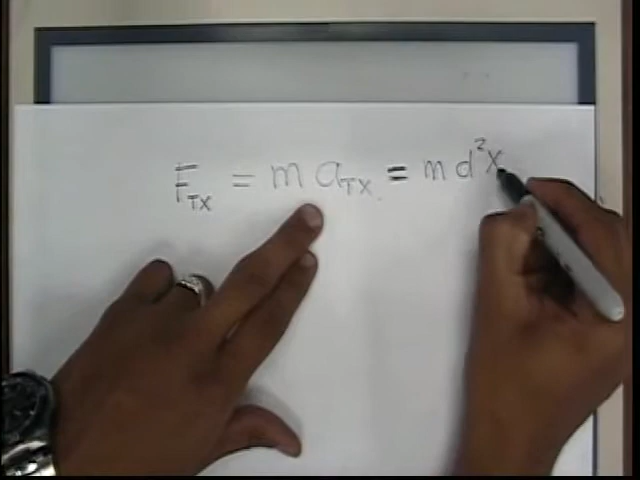 F_TX = m a_TX = m d²x